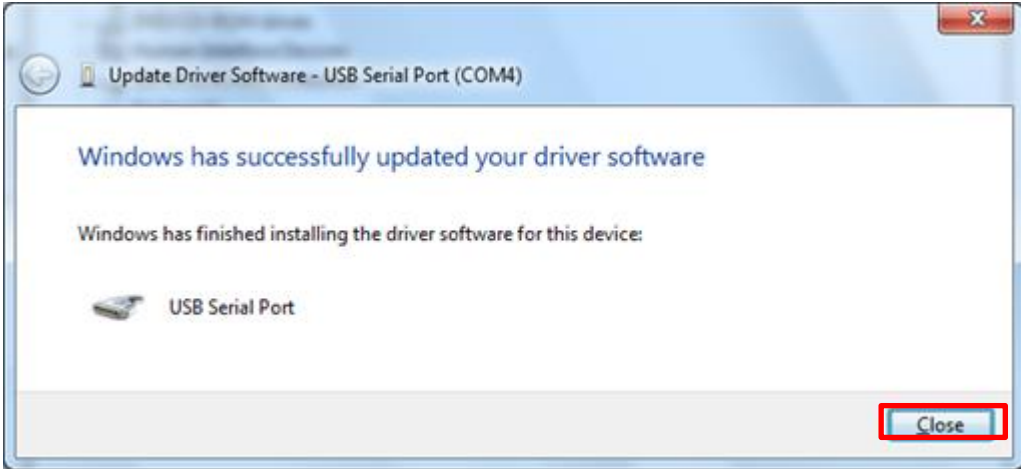 Update Driver Software - USB Serial Port (COM4)
Windows has successfully updated your driver software
Windows has finished installing the driver software for this device:
USB Serial Port
Close